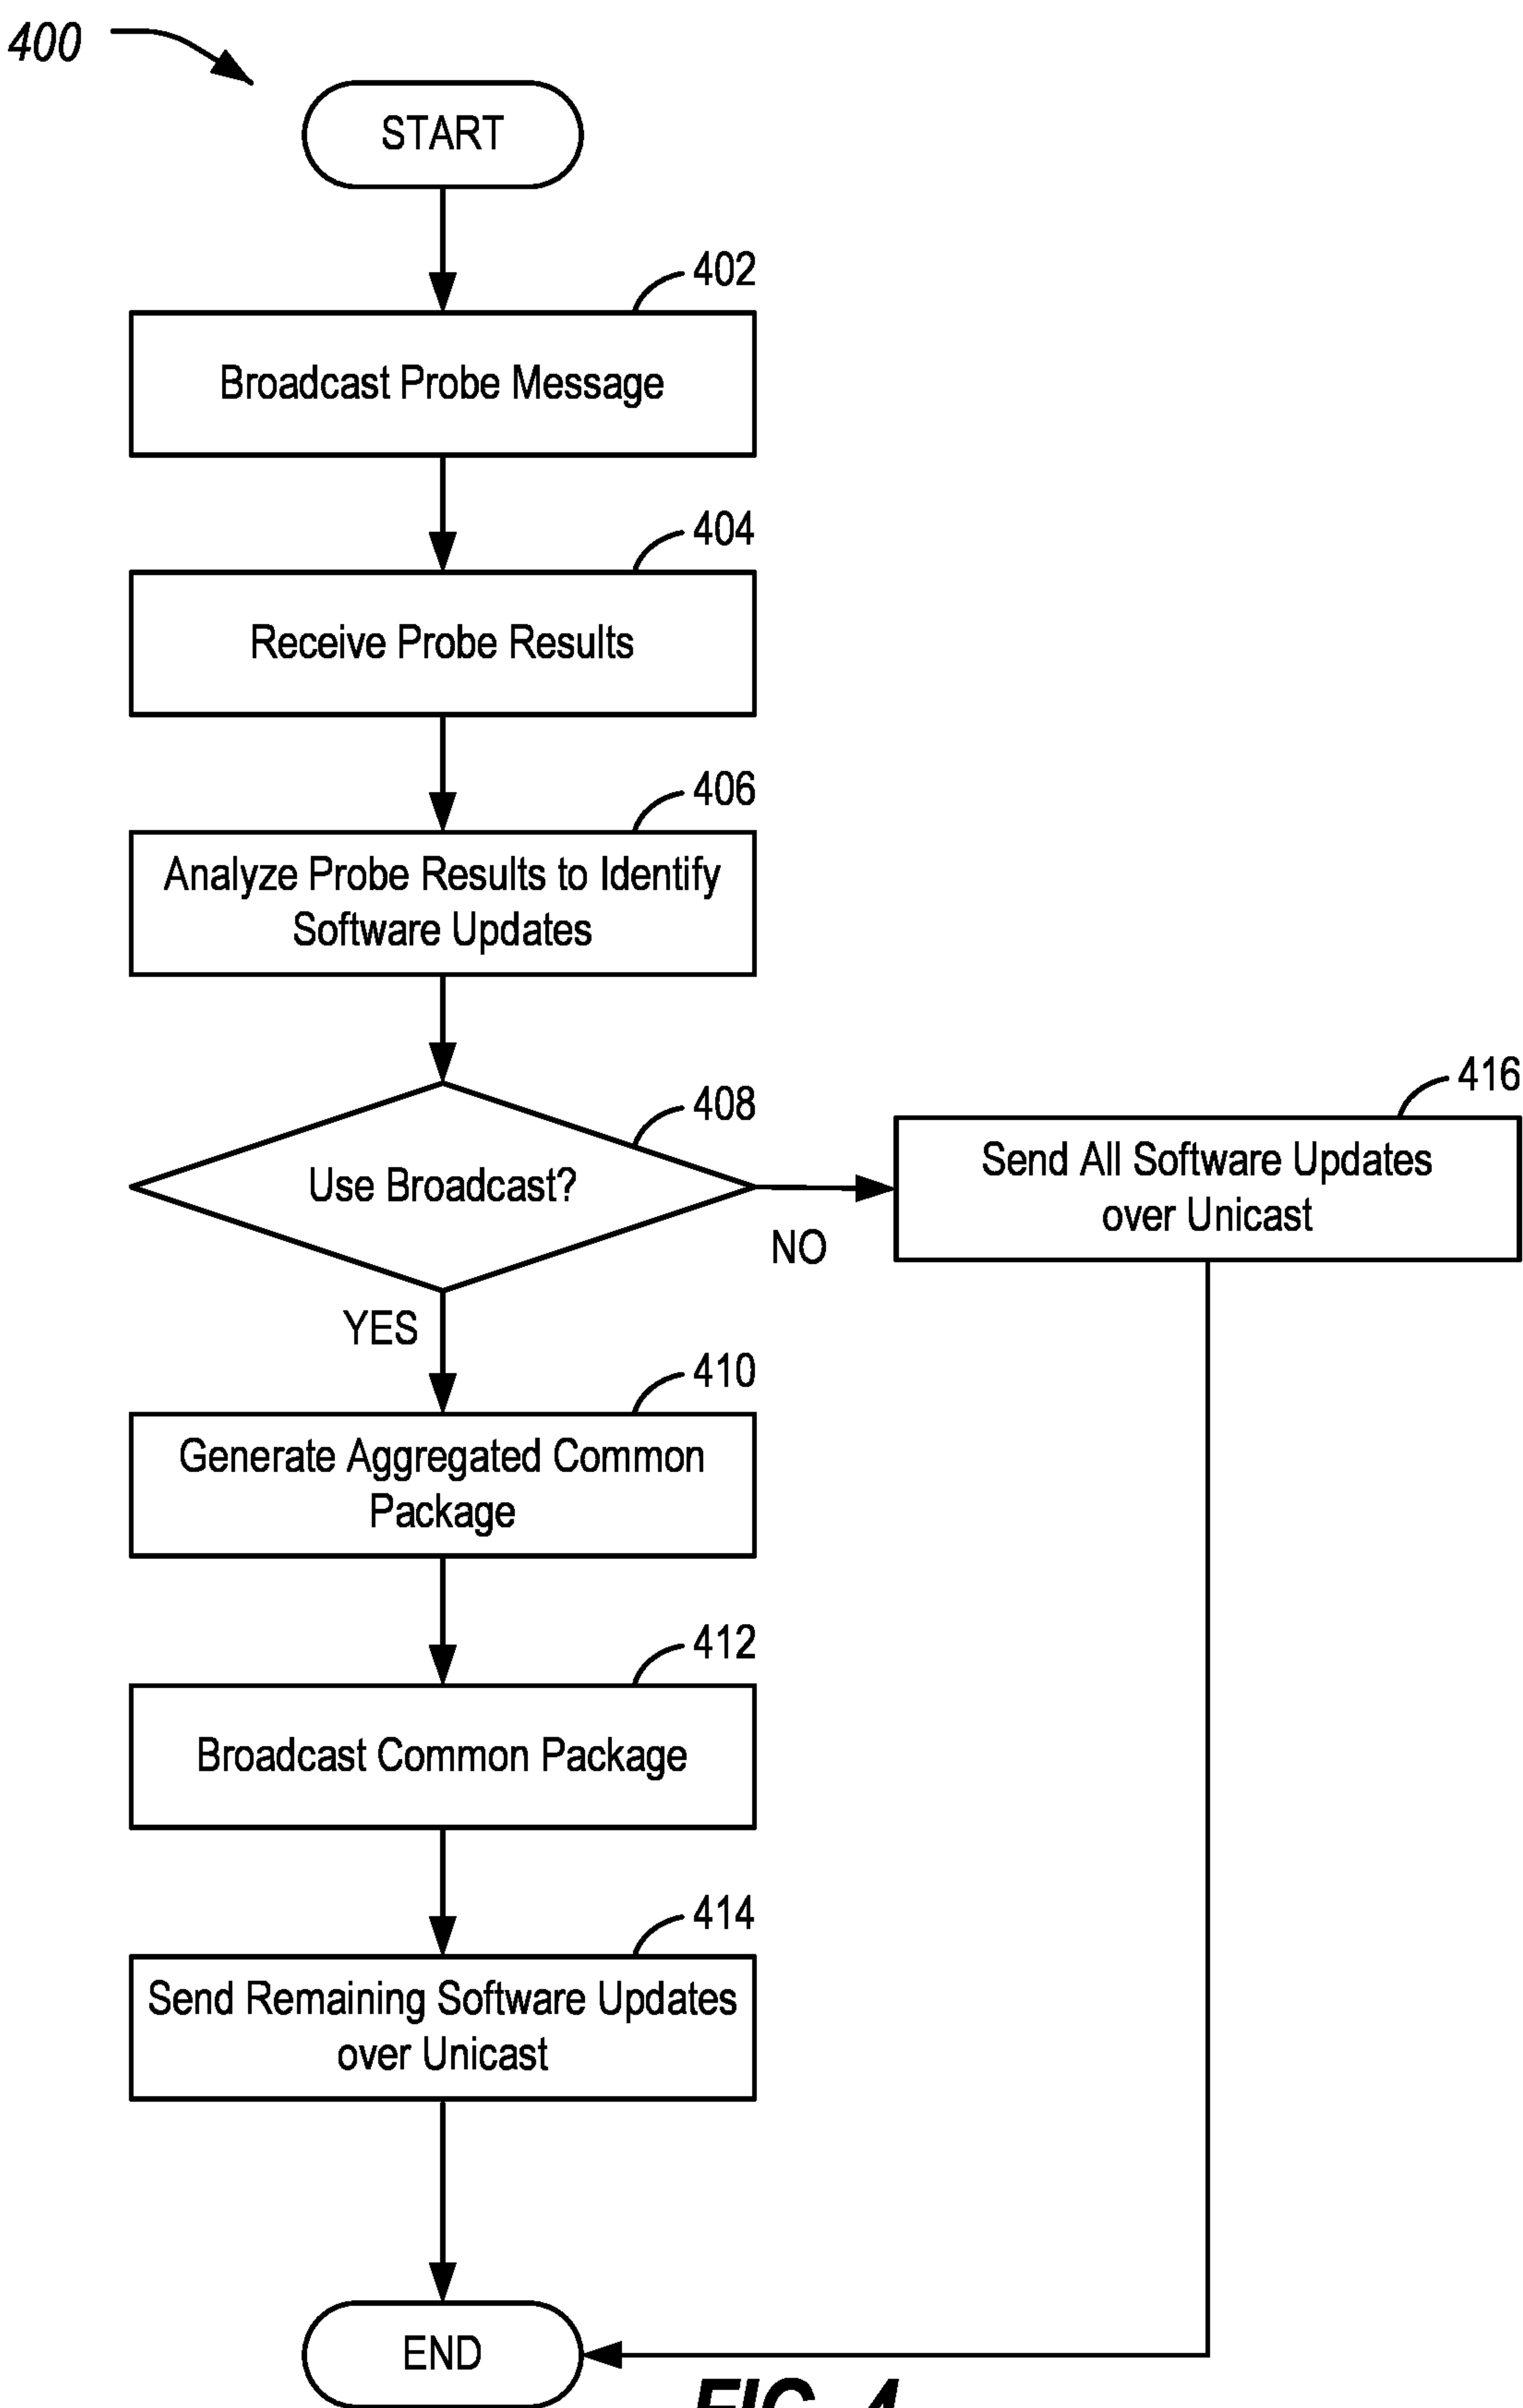 400
START
402
Broadcast Probe Message
404
Receive Probe Results
406
Analyze Probe Results to Identify
Software Updates
408
Use Broadcast?
416
Send All Software Updates
over Unicast
NO
YES
410
Generate Aggregated Common
Package
412
Broadcast Common Package
414
Send Remaining Software Updates
over Unicast
END
FIG. 4